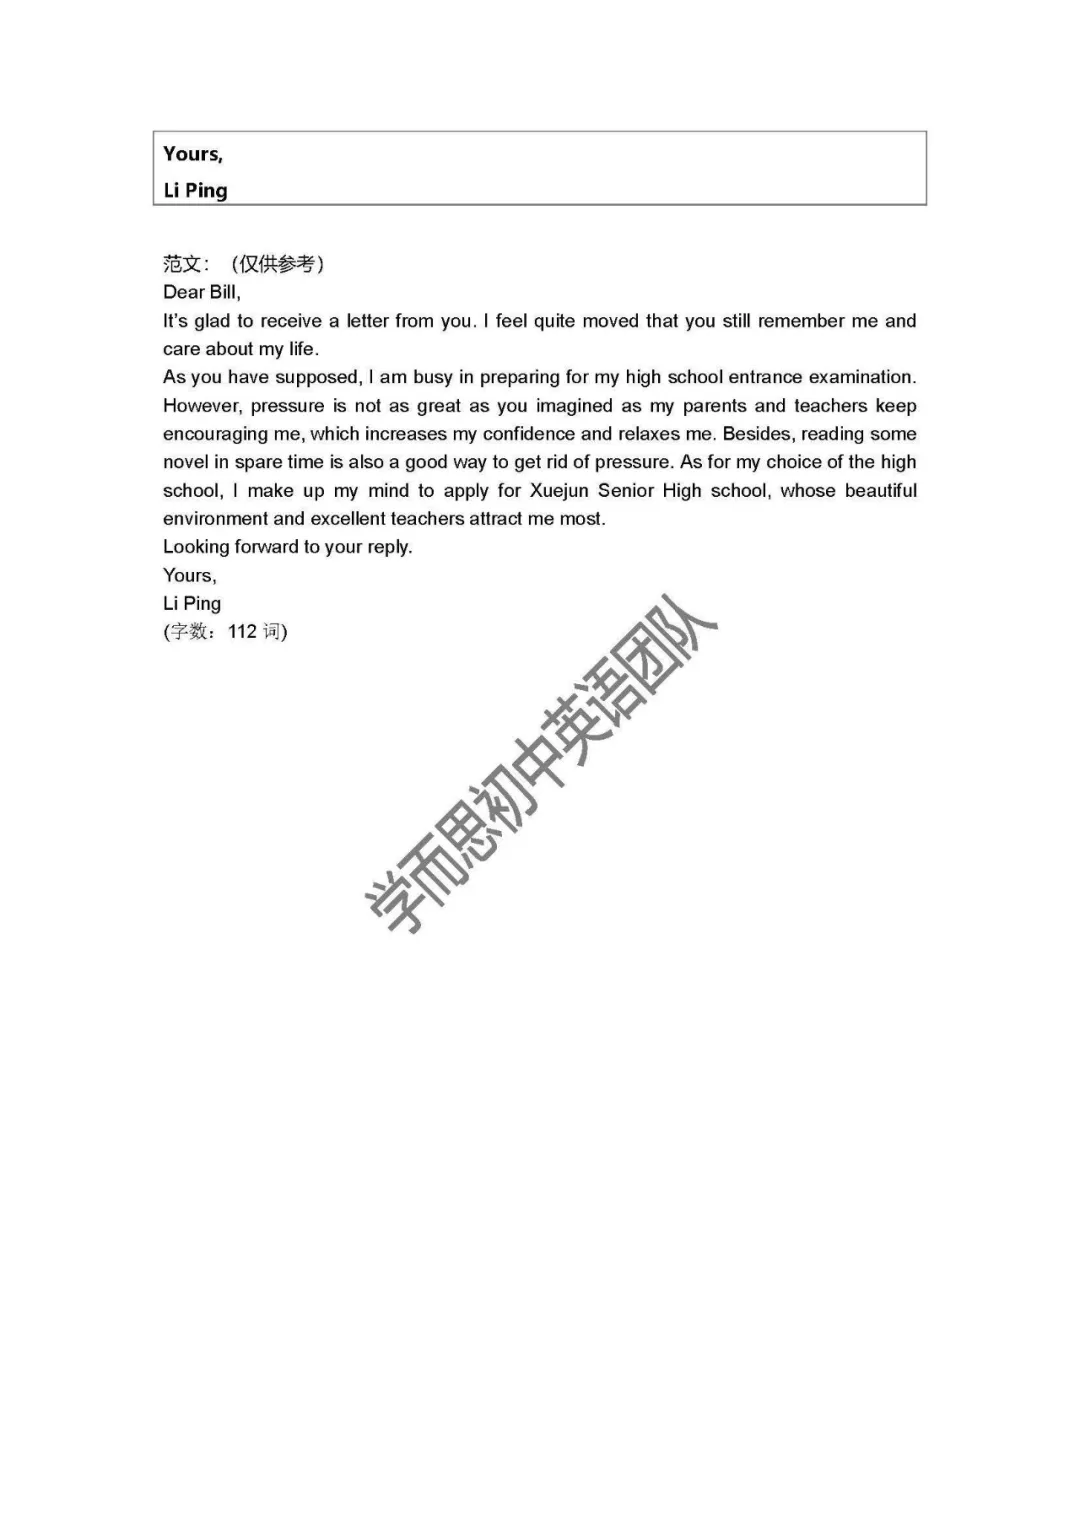 Yours,
Li Ping
范文：（仅供参考）
Dear Bill,
It’s glad to receive a letter from you. I feel quite moved that you still remember me and
care about my life.
As you have supposed, I am busy in preparing for my high school entrance examination.
However, pressure is not as great as you imagined as my parents and teachers keep
encouraging me, which increases my confidence and relaxes me. Besides, reading some
novel in spare time is also a good way to get rid of pressure. As for my choice of the high
school, I make up my mind to apply for Xuejun Senior High school, whose beautiful
environment and excellent teachers attract me most.
Looking forward to your reply.
Yours,
Li Ping
(字数：112 词)
学而思初中英语团队